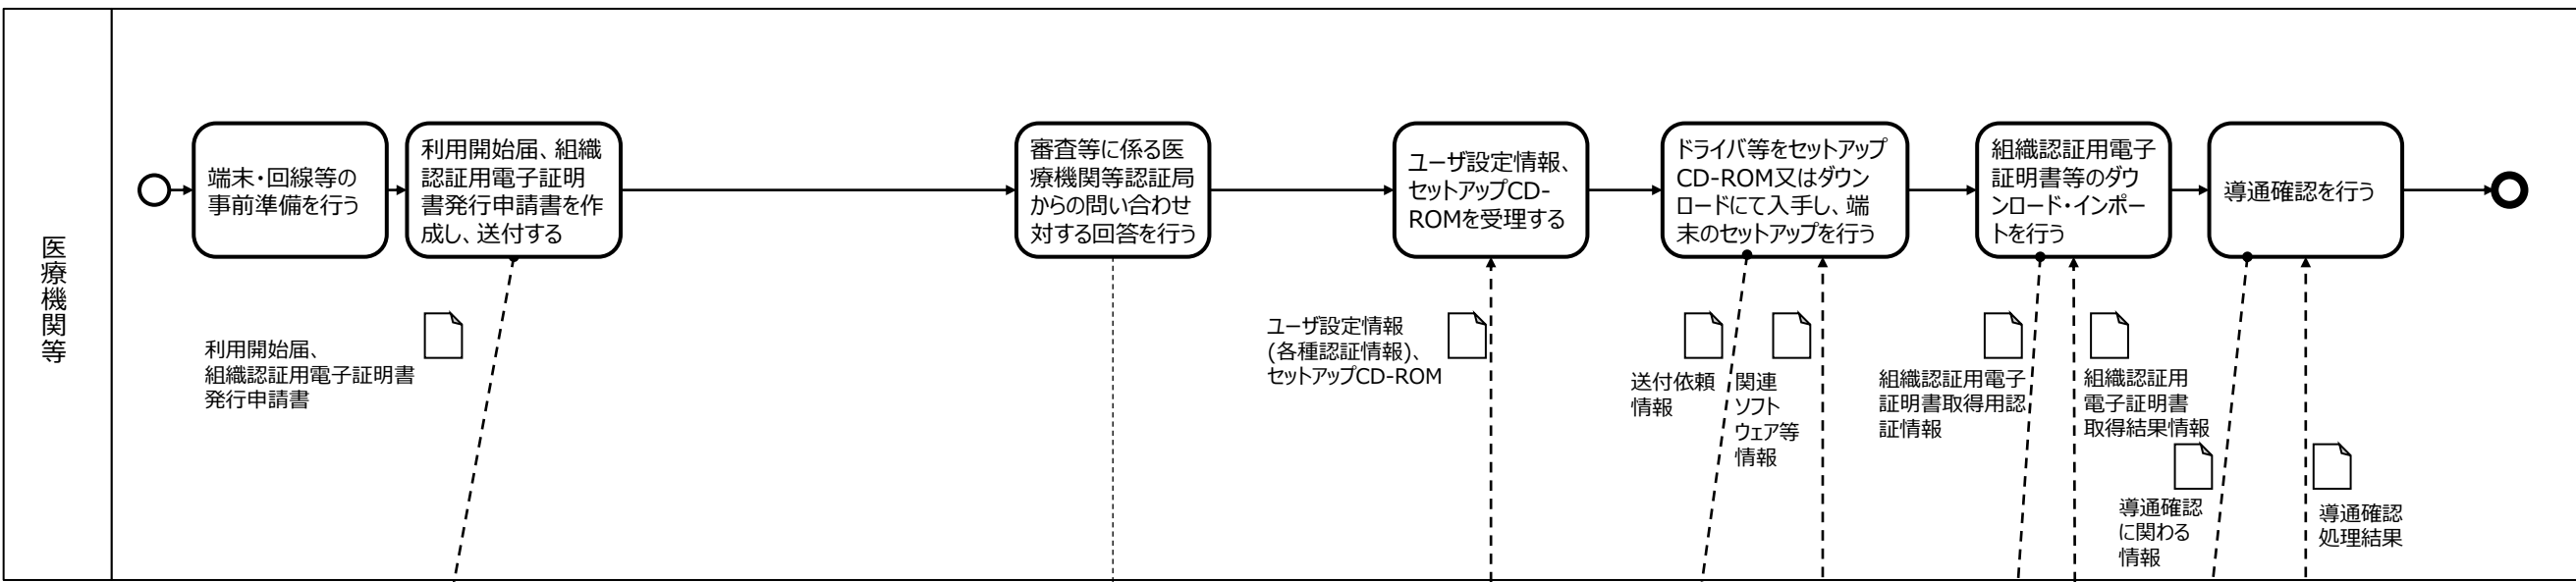 医療機関等
端末・回線等の
事前準備を行う
利用開始届、組織
認証用電子証明
書発行申請書を作
成し、送付する
審査等に係る医
療機関等認証局
からの問い合わせ
対する回答を行う
ユーザ設定情報、
セットアップCD-
ROMを受理する
ドライバ等をセットアップ
CD-ROM又はダウン
ロードにて入手し、端
末のセットアップを行う
組織認証用電子
証明書等のダウ
ンロード・インポー
トを行う
導通確認を行う
利用開始届、
組織認証用電子証明書
発行申請書
ユーザ設定情報
(各種認証情報)、
セットアップCD-ROM
送付依頼
情報
関連
ソフト
ウェア等
情報
組織認証用電子
証明書取得用認
証情報
組織認証用
電子証明書
取得結果情報
導通確認
に関わる
情報
導通確認
処理結果